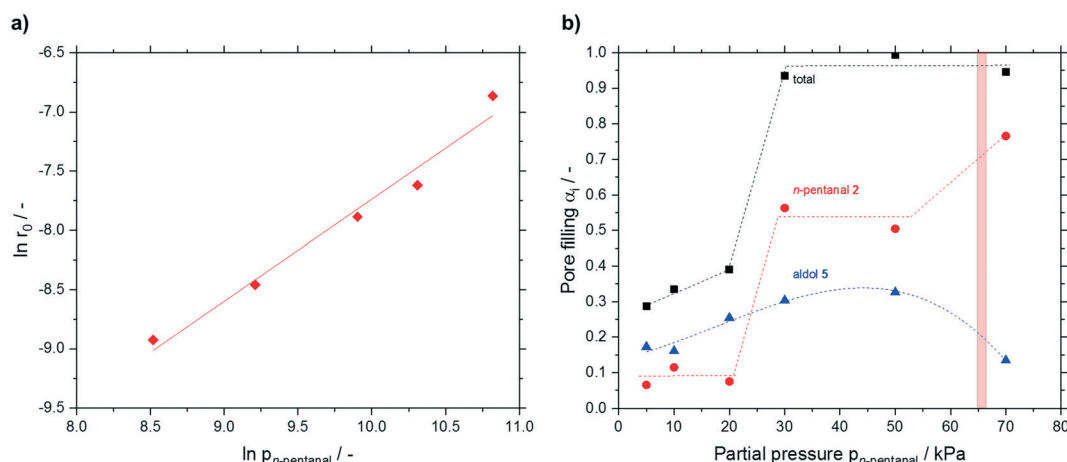 a)
-6.5
-7.0
-7.5
-8.0
-8.5
-9.0
-9.5
ln r0 / -
8.0 8.5 9.0 9.5 10.0 10.5 11.0
ln pn-pentanal / -
b)
1.0
0.9
0.8
0.7
0.6
0.5
0.4
0.3
0.2
0.1
0.0
Pore filling αi / -
total
n-pentanal 2
aldol 5
0 10 20 30 40 50 60 70 80
Partial pressure pn-pentanal / kPa